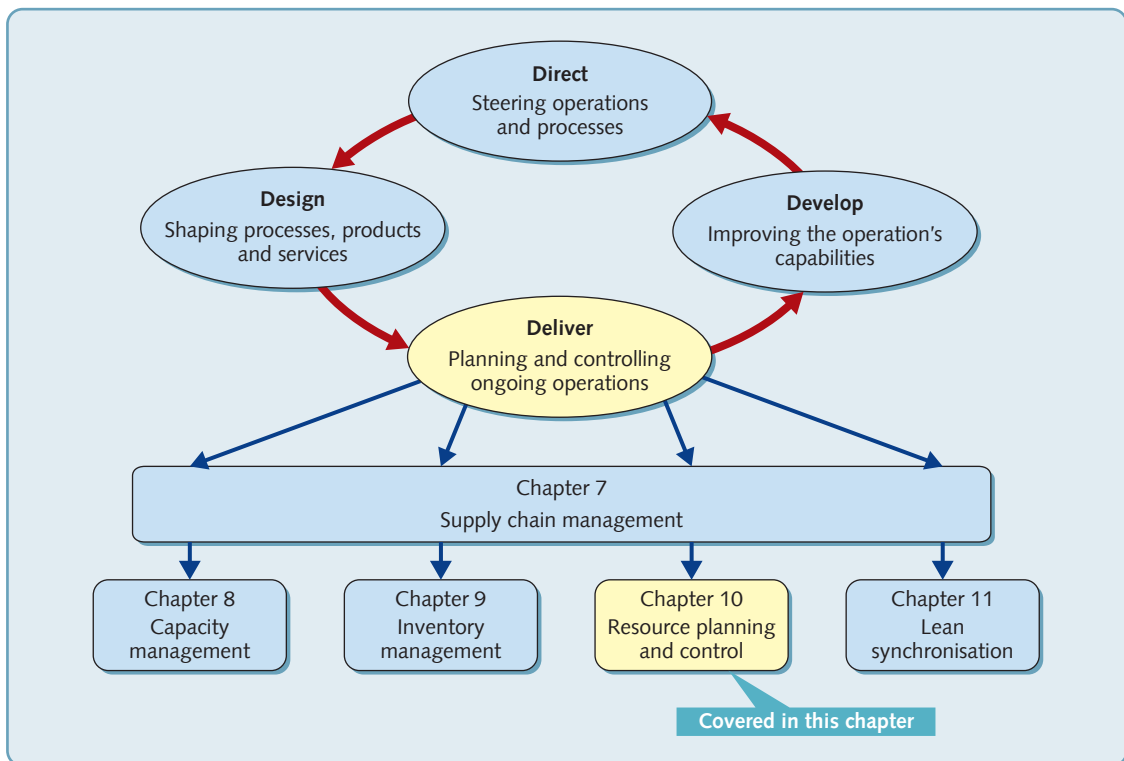 Direct
Steering operations
and processes
Design
Shaping processes, products
and services
Develop
Improving the operation's
capabilities
Deliver
Planning and controlling
ongoing operations
Chapter 7
Supply chain management
Chapter 8
Capacity
management
Chapter 9
Inventory
management
Chapter 10
Resource planning
and control
Chapter 11
Lean
synchronisation
Covered in this chapter